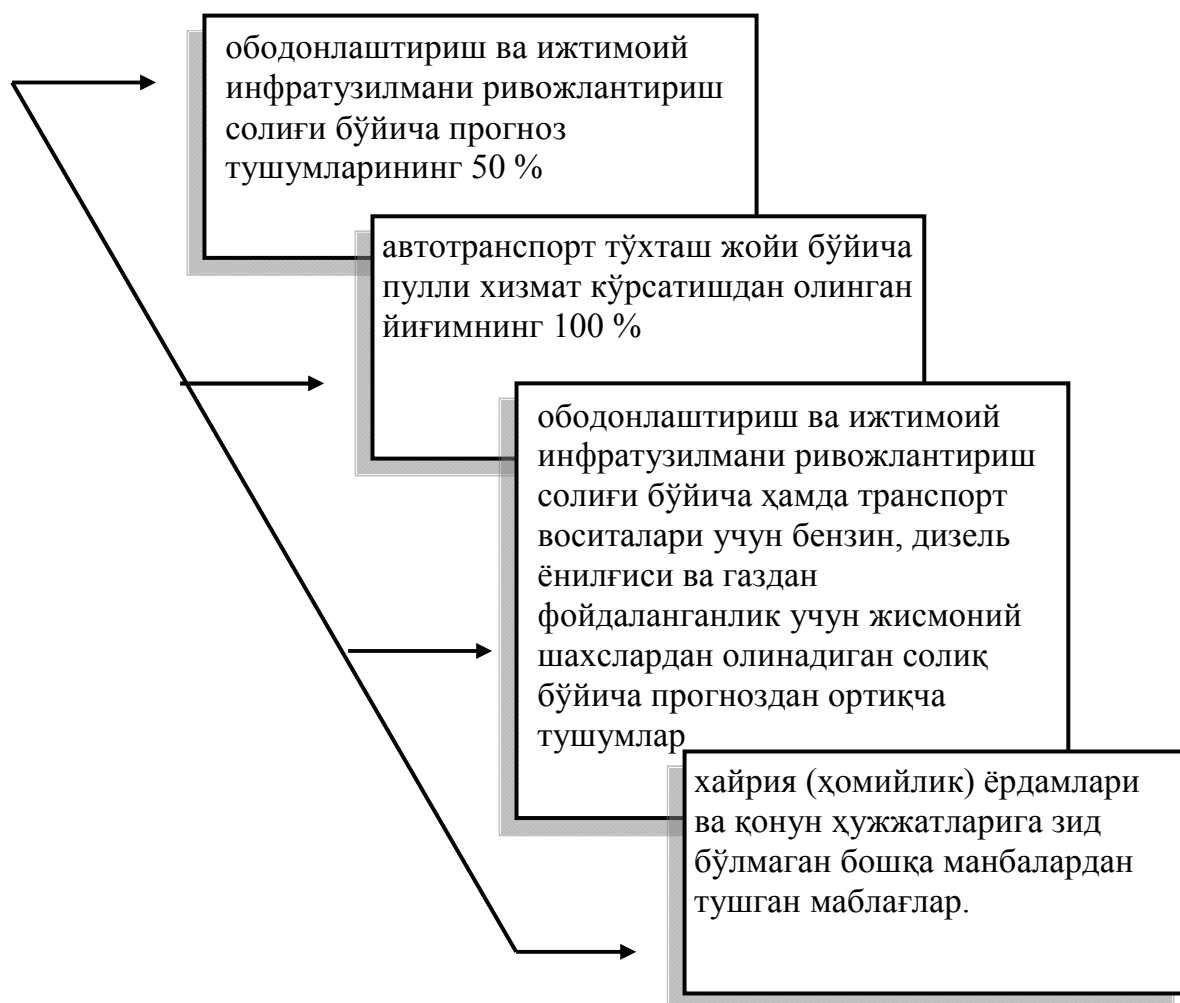 ободонлаштириш ва ижтимоий
инфратузилмани ривожлантириш
солиғи бўйича прогноз
тушумларининг 50 %
автотранспорт тўхташ жойи бўйича
пулли хизмат кўрсатишдан олинган
йиғимнинг 100 %
ободонлаштириш ва ижтимоий
инфратузилмани ривожлантириш
солиғи бўйича ҳамда транспорт
воситалари учун бензин, дизель
ёнилғиси ва газдан
фойдаланганлик учун жисмоний
шахслардан олинадиган солиқ
бўйича прогноздан ортиқча
тушумлар
хайрия (ҳомийлик) ёрдамлари
ва қонун ҳужжатларига зид
бўлмаган бошқа манбалардан
тушган маблағлар.